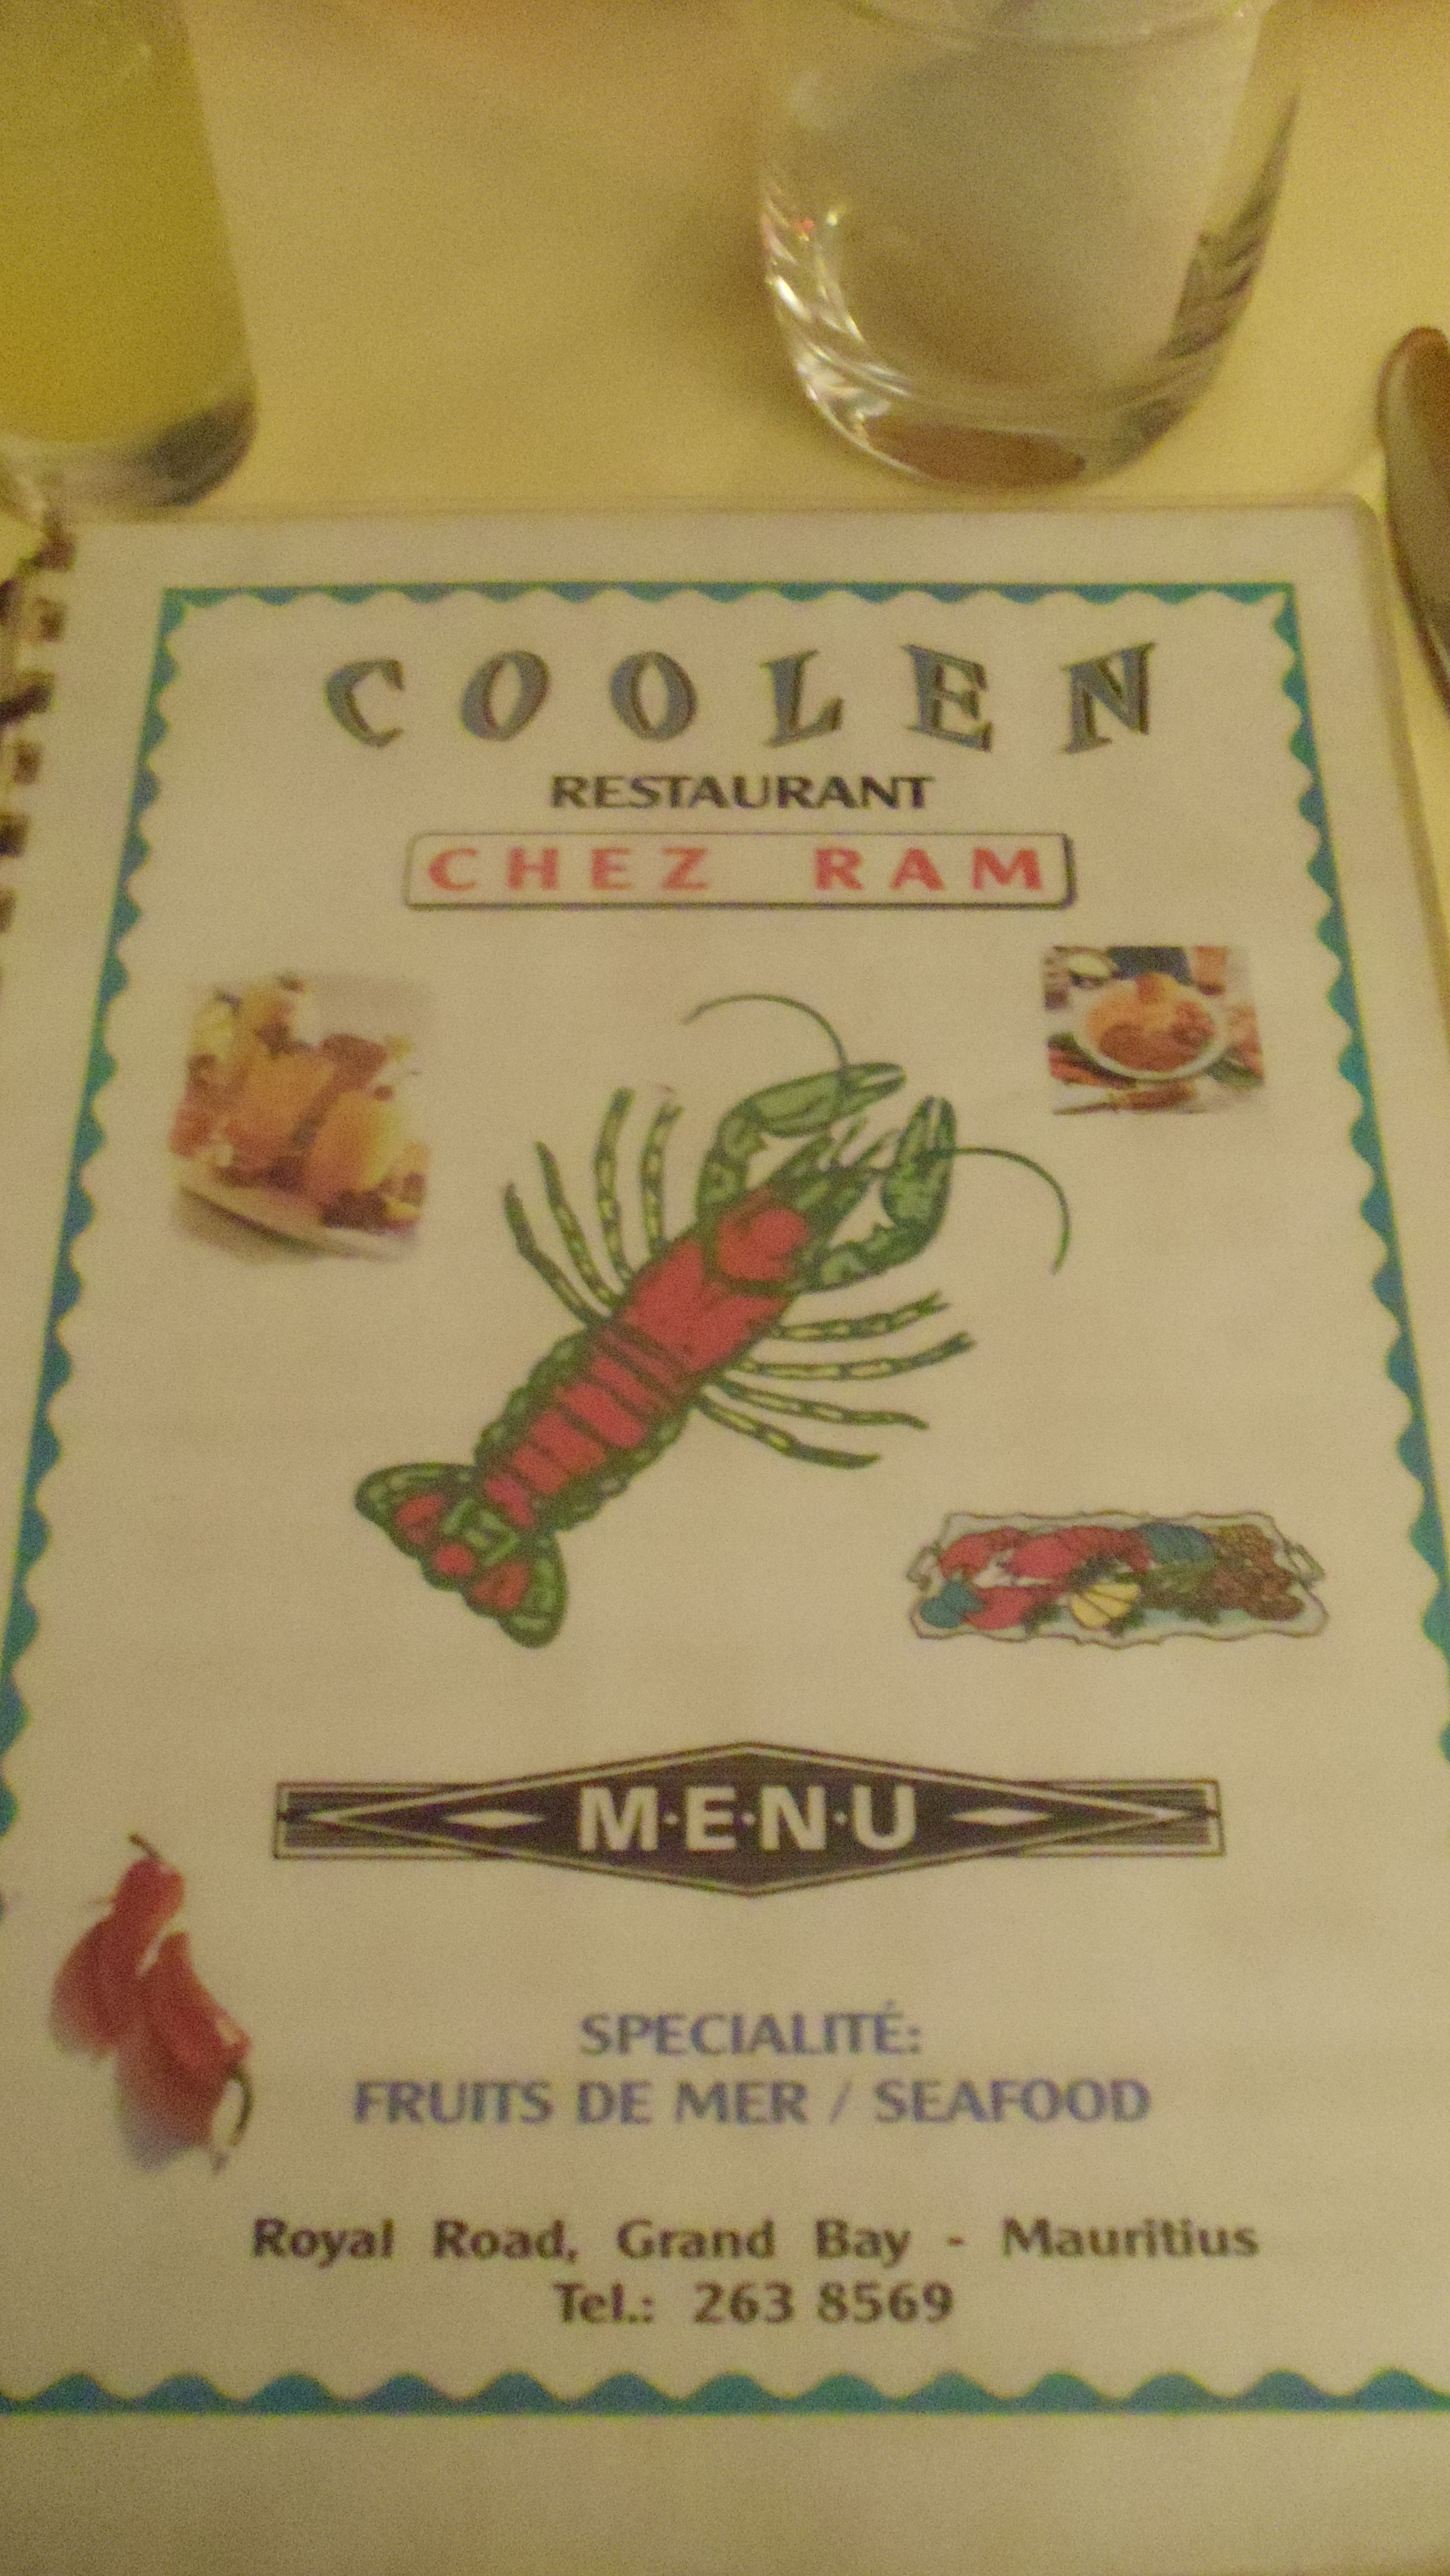 COOLEN
RESTAURANT
CHEZ RAM
M·E·N·U
SPECIALITÉ:
FRUITS DE MER / SEAFOOD
Royal Road, Grand Bay - Mauritius
Tel.: 263 8569